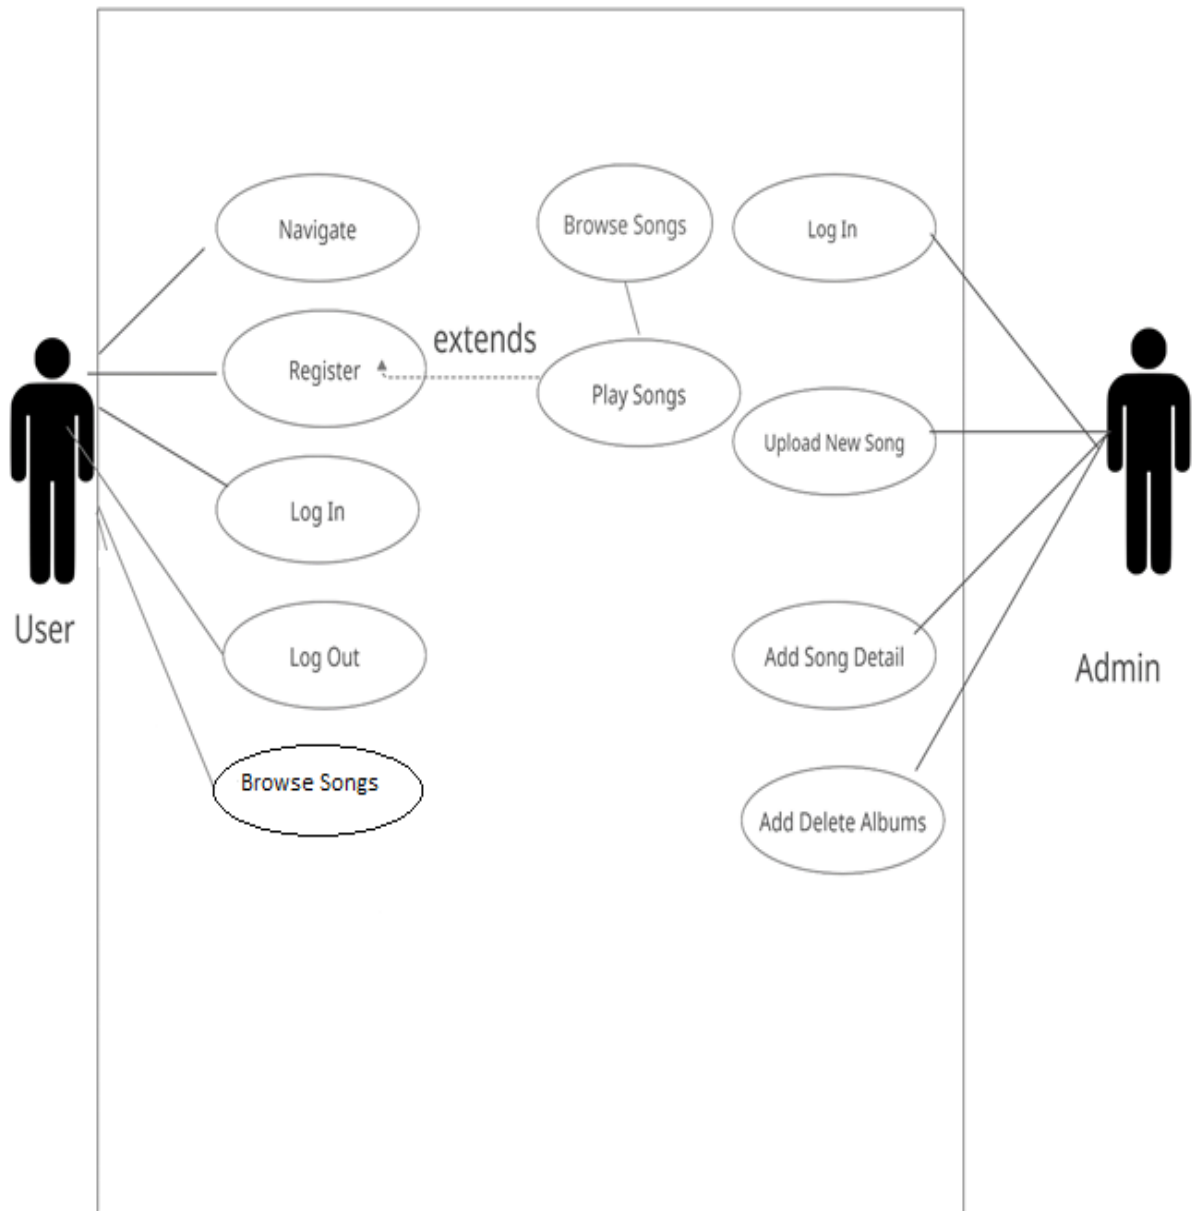 Navigate
Browse Songs
Log In
extends
Register
Play Songs
Upload New Song
Log In
User
Log Out
Add Song Detail
Admin
Browse Songs
Add Delete Albums